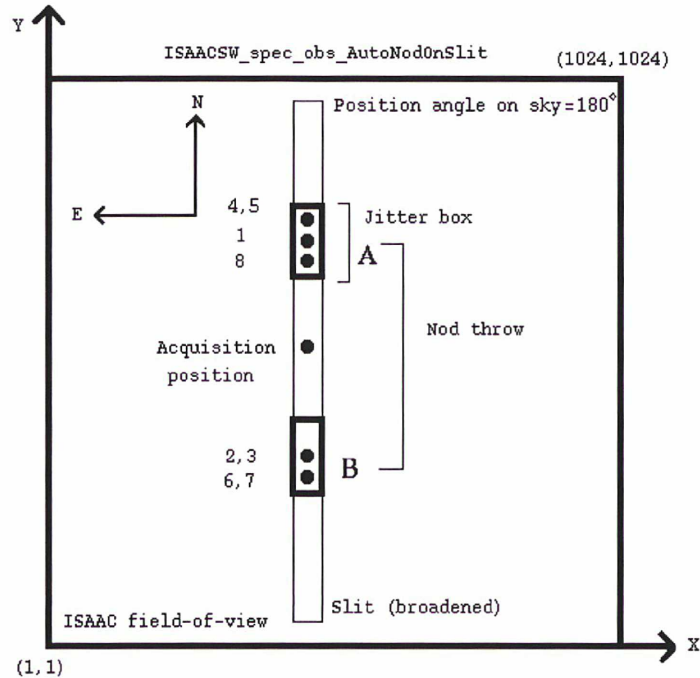 Y
ISAACSW_spec_obs_AutoNodOnSlit
(1024,1024)
N
Position angle on sky=180°
E
4,5
1
8
Jitter box
A
Nod throw
Acquisition
position
2,3
6,7
B
Slit (broadened)
ISAAC field-of-view
X
(1,1)